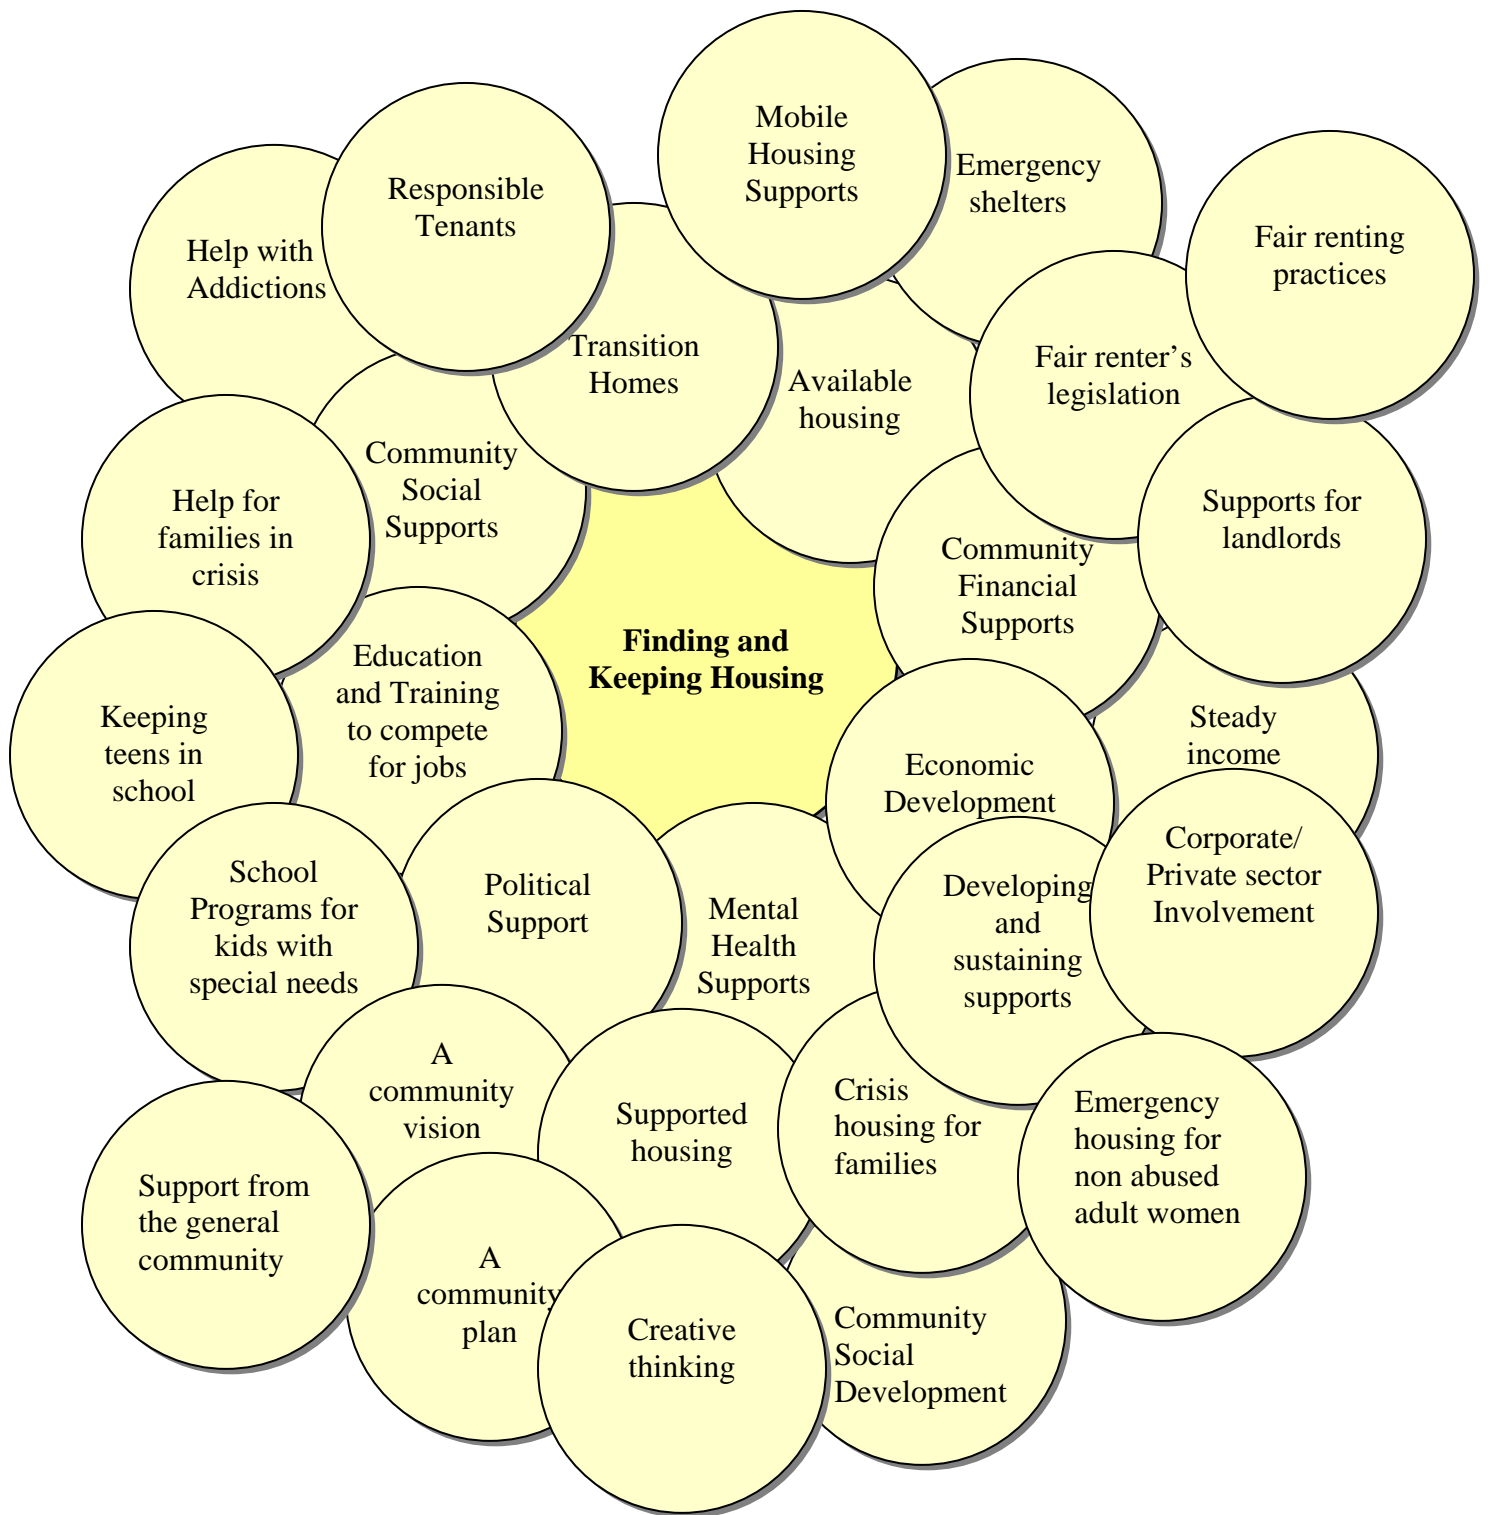 Mobile
Housing
Supports
Emergency
shelters
Responsible
Tenants
Fair renting
practices
Help with
Addictions
Transition
Homes
Available
housing
Fair renter’s
legislation
Community
Social
Supports
Help for
families in
crisis
Supports for
landlords
Community
Financial
Supports
Finding and
Keeping Housing
Education
and Training
to compete
for jobs
Keeping
teens in
school
Steady
income
Economic
Development
Corporate/
Private sector
Involvement
School
Programs for
kids with
special needs
Political
Support
Mental
Health
Supports
Developing
and
sustaining
supports
A
community
vision
Supported
housing
Crisis
housing for
families
Emergency
housing for
non abused
adult women
Support from
the general
community
A
community
plan
Creative
thinking
Community
Social
Development